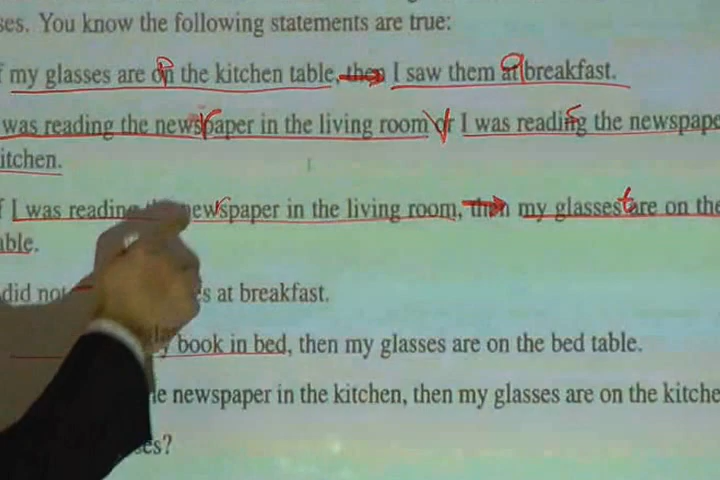 ses. You know the following statements are true:
f my glasses are on the kitchen table, then I saw them at breakfast.
was reading the newspaper in the living room or I was reading the newspape
itchen.
f I was reading newspaper in the living room, then my glasses are on the
able.
did not s at breakfast.
book in bed, then my glasses are on the bed table.
le newspaper in the kitchen, then my glasses are on the kitche
es?